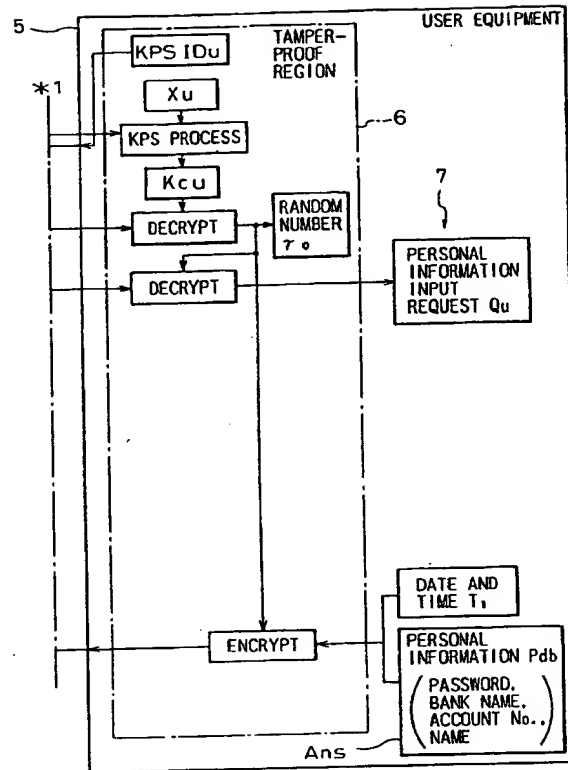 5
USER EQUIPMENT
TAMPER-
PROOF
REGION
KPS IDu
*1
Xu
6
KPS PROCESS
Kcu
7
DECRYPT
RANDOM
NUMBER
r₀
DECRYPT
PERSONAL
INFORMATION
INPUT
REQUEST Qu
DATE AND
TIME T₁
ENCRYPT
PERSONAL
INFORMATION Pdb
(PASSWORD,
BANK NAME,
ACCOUNT No.,
NAME)
Ans